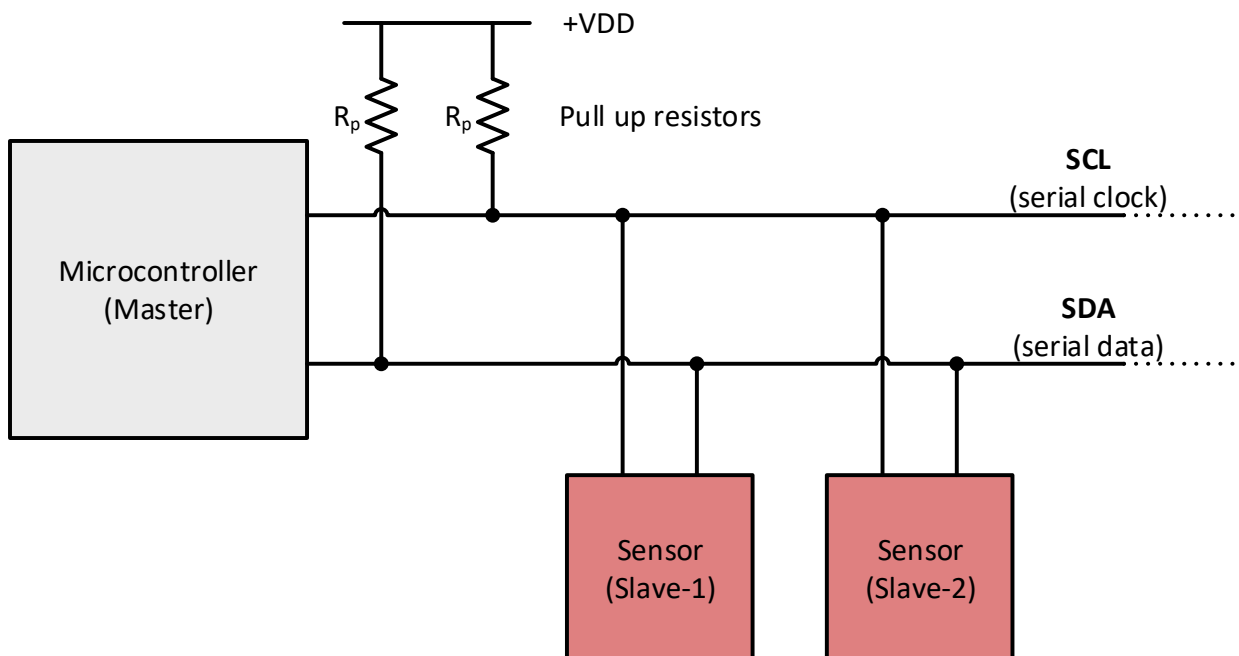 +VDD
Rp
Rp
Pull up resistors
SCL
(serial clock)
Microcontroller
(Master)
SDA
(serial data)
Sensor
(Slave-1)
Sensor
(Slave-2)